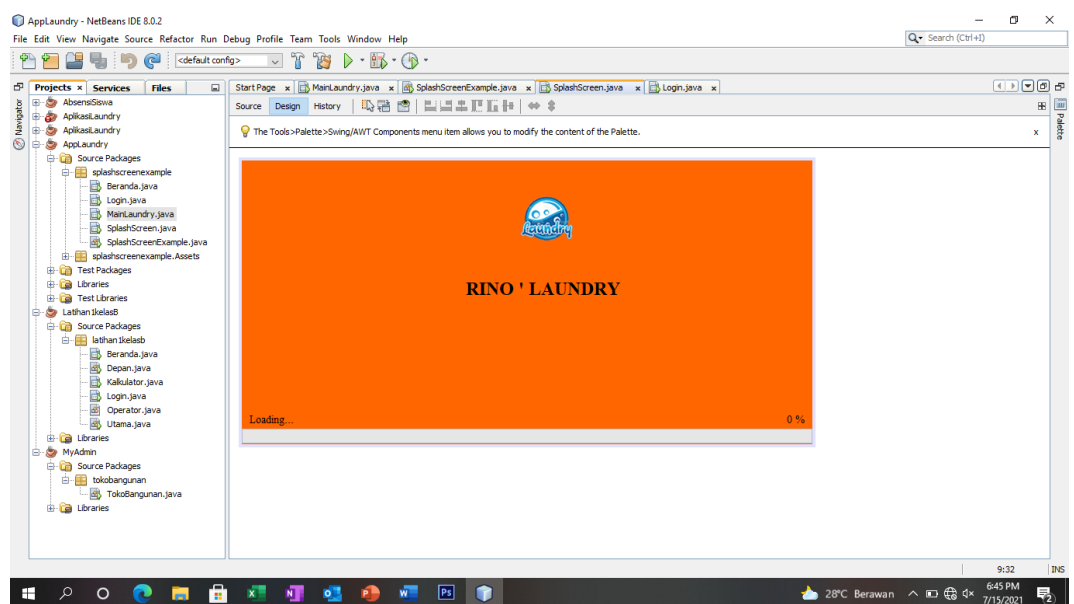 AppLaundry - NetBeans IDE 8.0.2
File Edit View Navigate Source Refactor Run Debug Profile Team Tools Window Help
Search (Ctrl+I)
<default config>
Projects Services Files
Start Page MainLaundry.java SplashScreenExample.java SplashScreen.java Login.java
Source Design History
The Tools>Palette>Swing/AWT Components menu item allows you to modify the content of the Palette.
x
Navigator
Palette
AbsensiSiswa
AplikasLaundry
AplikasiLaundry
AppLaundry
Source Packages
splashscreenexample
Beranda.java
Login.java
MainLaundry.java
SplashScreen.java
SplashScreenExample.java
splashscreenexample.Assets
Test Packages
Libraries
Test Libraries
Latihan1kelasB
Source Packages
latihan1kelasb
Beranda.java
Depan.java
Kalkulator.java
Login.java
Operator.java
Utama.java
Libraries
MyAdmin
Source Packages
tokobangunan
TokoBangunan.java
Libraries
Laundry
RINO ' LAUNDRY
Loading...
0 %
9:32
INS
28°C Berawan
6:45 PM
7/15/2021
2